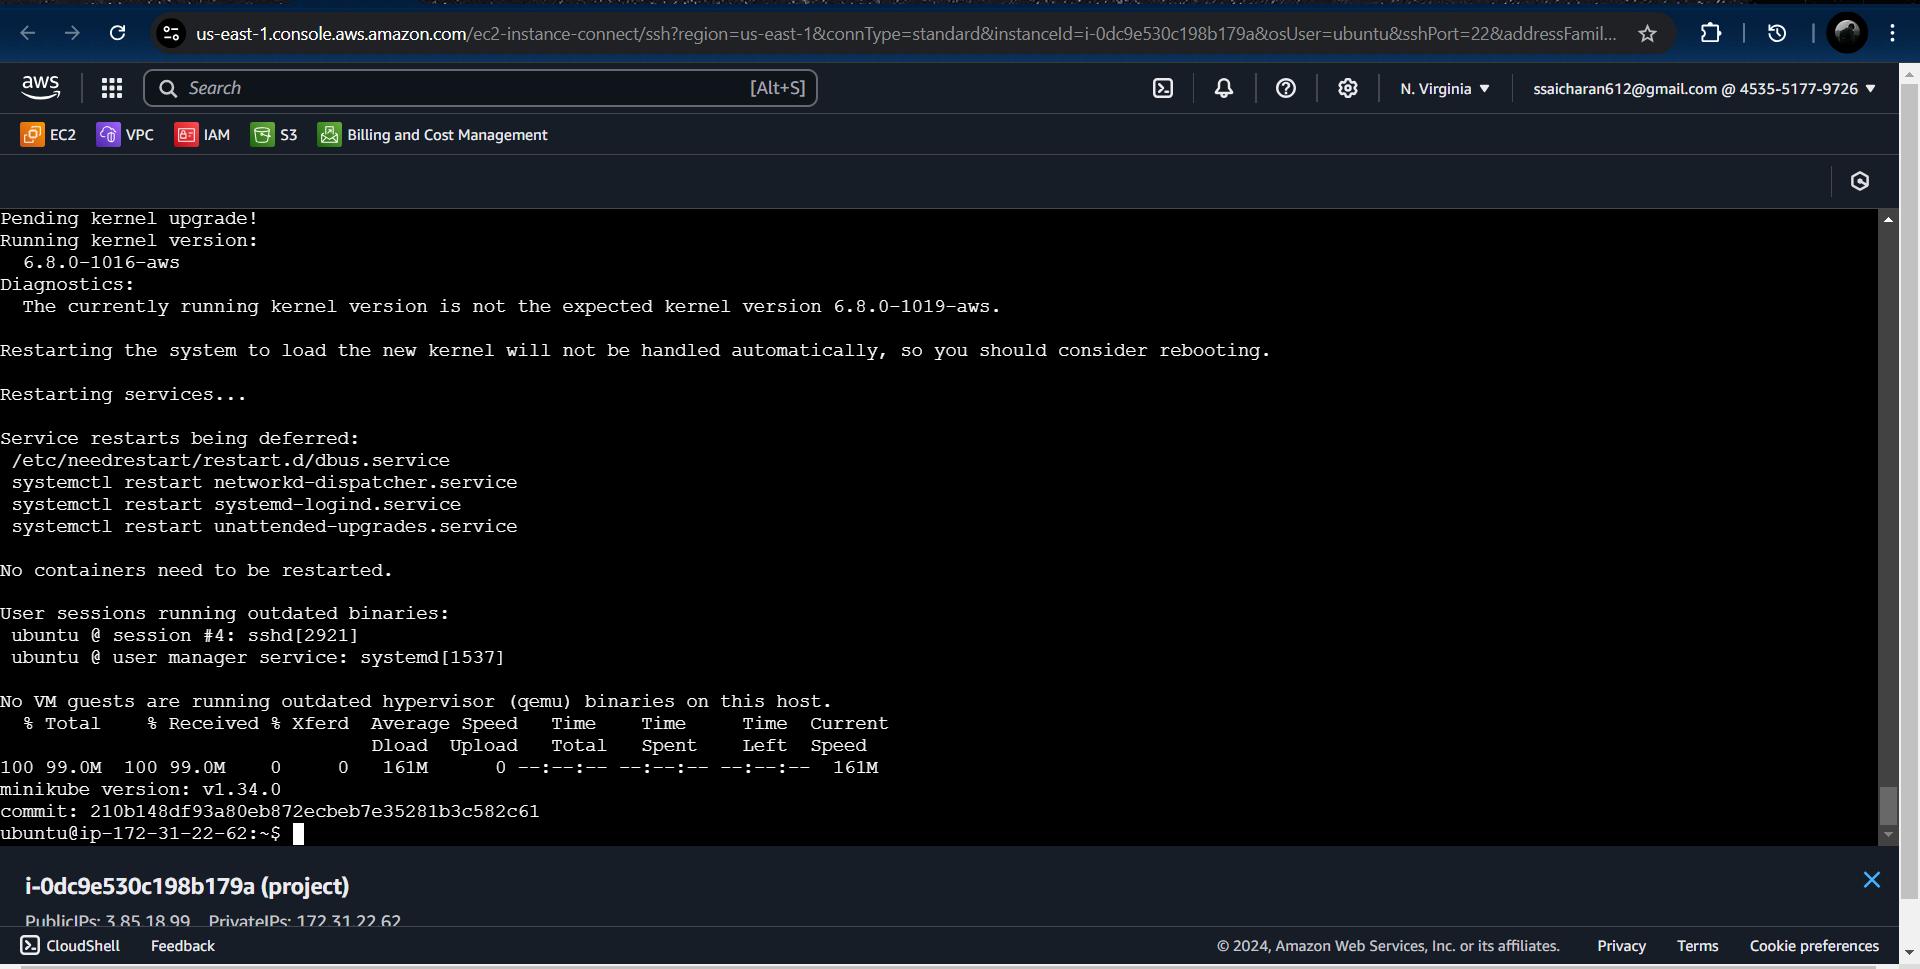 us-east-1.console.aws.amazon.com/ec2-instance-connect/ssh?region=us-east-1&connType=standard&instanceId=i-0dc9e530c198b179a&osUser=ubuntu&sshPort=22&addressFamil...
aws
Search [Alt+S]
N. Virginia ▼
ssaicharan612@gmail.com @ 4535-5177-9726 ▼
EC2 VPC IAM S3 Billing and Cost Management
Pending kernel upgrade!
Running kernel version:
6.8.0-1016-aws
Diagnostics:
The currently running kernel version is not the expected kernel version 6.8.0-1019-aws.
Restarting the system to load the new kernel will not be handled automatically, so you should consider rebooting.
Restarting services...
Service restarts being deferred:
/etc/needrestart/restart.d/dbus.service
systemctl restart networkd-dispatcher.service
systemctl restart systemd-logind.service
systemctl restart unattended-upgrades.service
No containers need to be restarted.
User sessions running outdated binaries:
ubuntu @ session #4: sshd[2921]
ubuntu @ user manager service: systemd[1537]
No VM guests are running outdated hypervisor (qemu) binaries on this host.
% Total % Received % Xferd Average Speed Time Time Time Current
Dload Upload Total Spent Left Speed
100 99.0M 100 99.0M 0 0 161M 0 --:--:-- --:--:-- --:--:-- 161M
minikube version: v1.34.0
commit: 210b148df93a80eb872ecbeb7e35281b3c582c61
ubuntu@ip-172-31-22-62:~$
i-0dc9e530c198b179a (project)
PublicIPs: 3.85.18.99 PrivateIPs: 172.31.22.62
CloudShell Feedback
© 2024, Amazon Web Services, Inc. or its affiliates. Privacy Terms Cookie preferences